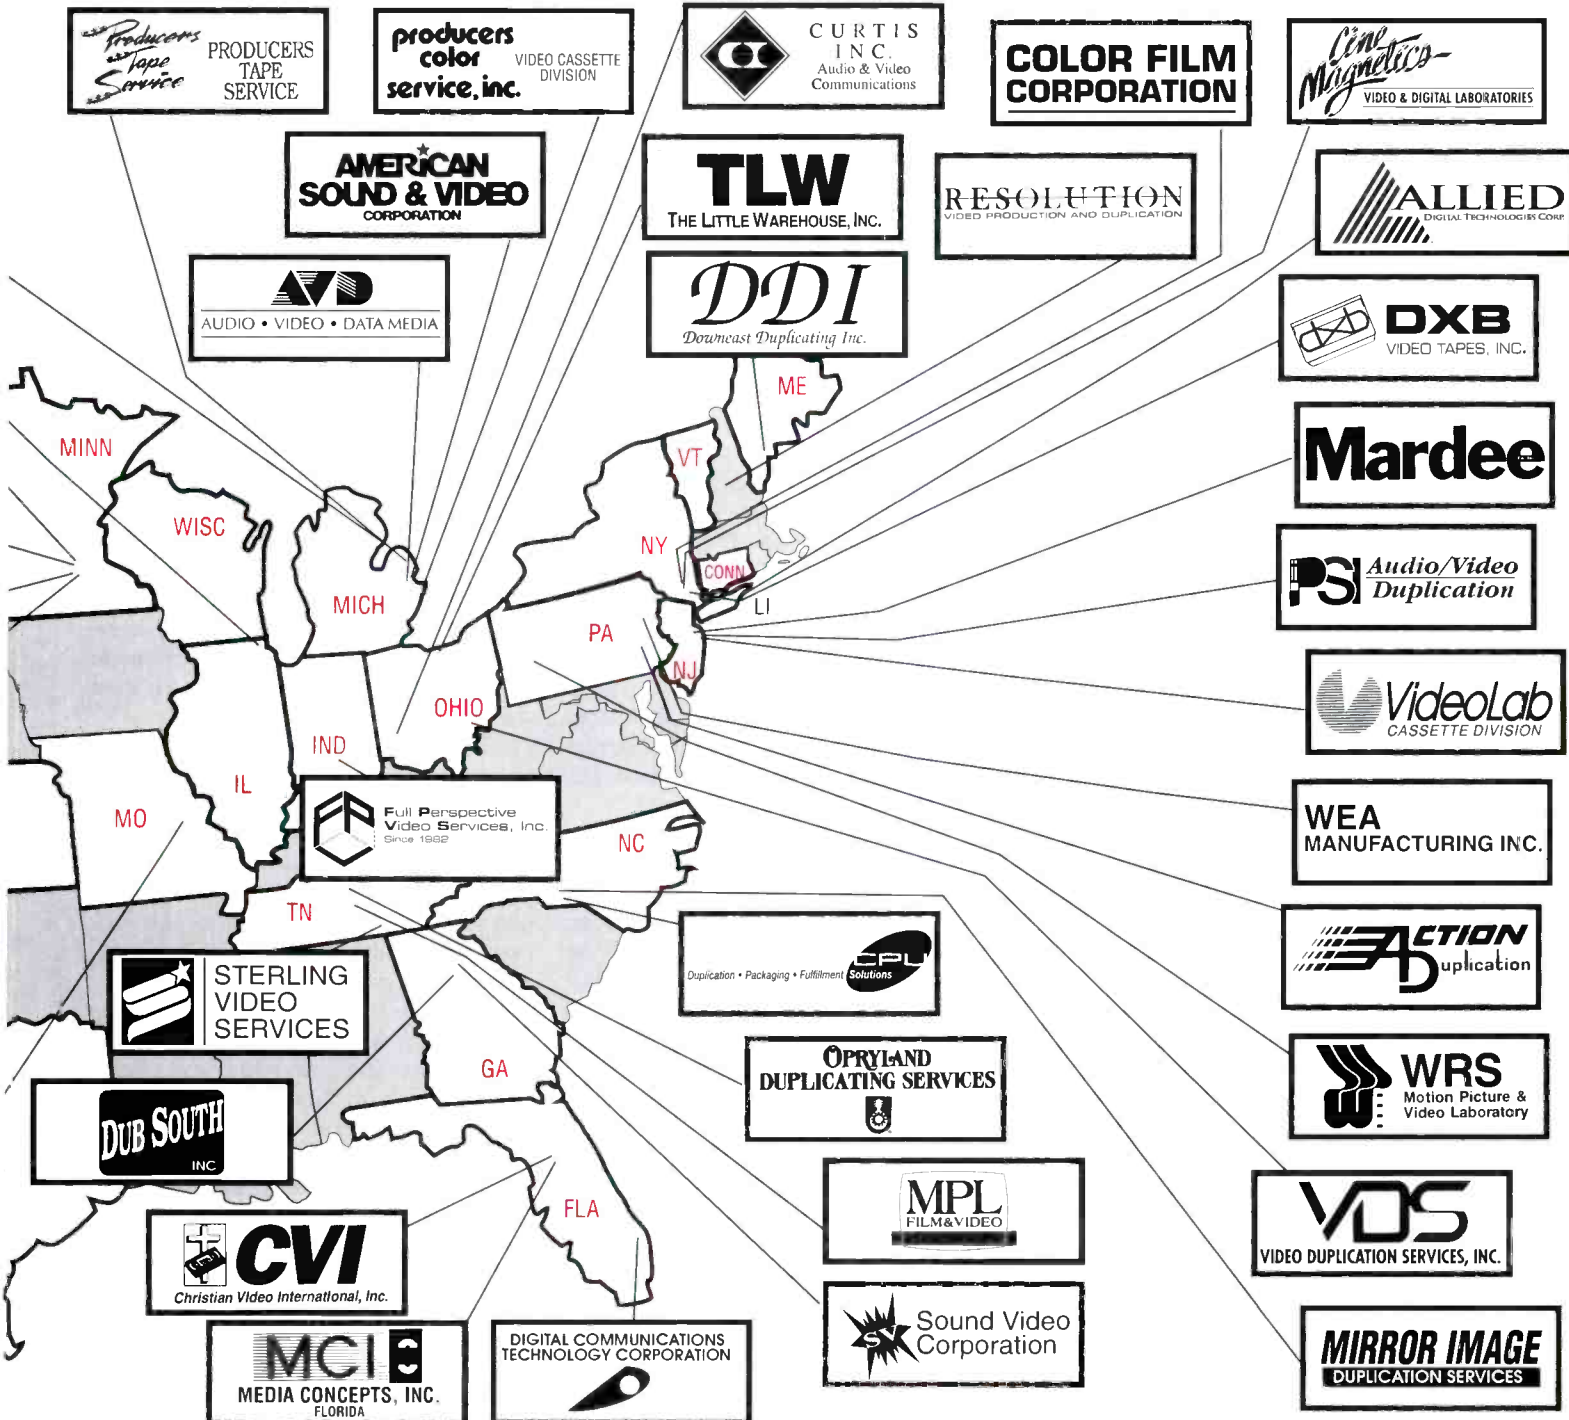 Producers
Tape
Service
PRODUCERS
TAPE
SERVICE
producers
color
service, inc.
VIDEO CASSETTE
DIVISION
CURTIS
INC.
Audio & Video
Communications
COLOR FILM
CORPORATION
Cine
Magnetics
VIDEO & DIGITAL LABORATORIES
AMERICAN
SOUND & VIDEO
CORPORATION
TLW
THE LITTLE WAREHOUSE, INC.
RESOLUTION
VIDEO PRODUCTION AND DUPLICATION
ALLIED
DIGITAL TECHNOLOGIES CORP.
AVD
AUDIO • VIDEO • DATA MEDIA
DDI
Downeast Duplicating Inc.
dxb
DXB
VIDEO TAPES, INC.
Mardee
PSI
Audio/Video
Duplication
VideoLab
CASSETTE DIVISION
WEA
MANUFACTURING INC.
ACTION
Duplication
WRS
Motion Picture &
Video Laboratory
VDS
VIDEO DUPLICATION SERVICES, INC.
MIRROR IMAGE
DUPLICATION SERVICES
ME
MINN
VT
WISC
NY
CONN
MICH
LI
PA
NJ
OHIO
IND
IL
MO
NC
TN
GA
FLA
Full Perspective
Video Services, Inc.
Since 1982
STERLING
VIDEO
SERVICES
CPU
Duplication • Packaging • Fulfillment Solutions
OPRYLAND
DUPLICATING SERVICES
DUB SOUTH
INC
MPL
FILM & VIDEO
CVI
Christian Video International, Inc.
SV
Sound Video
Corporation
MCI
MEDIA CONCEPTS, INC.
FLORIDA
DIGITAL COMMUNICATIONS
TECHNOLOGY CORPORATION